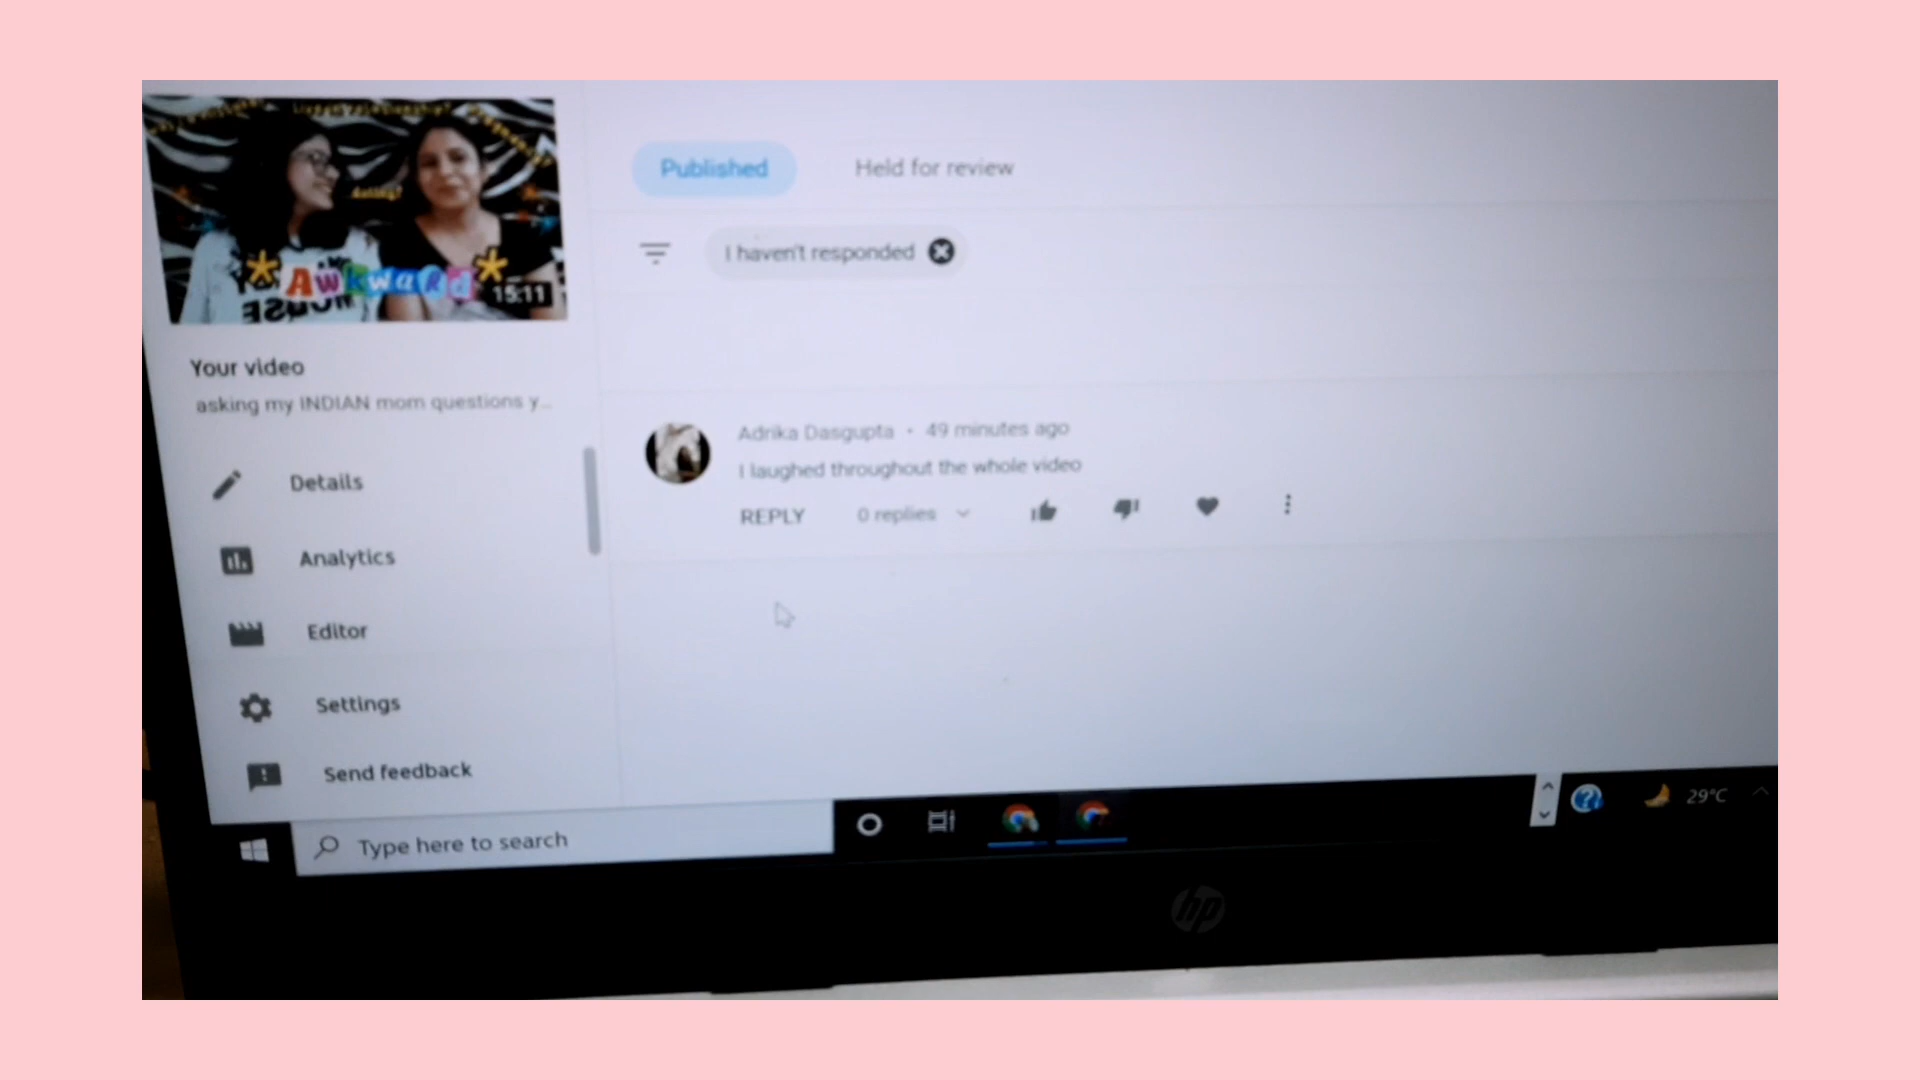 Published
Held for review
I haven't responded
dating?
Awkward
15:11
Your video
asking my INDIAN mom questions y...
Adrika Dasgupta • 49 minutes ago
I laughed throughout the whole video
REPLY
0 replies
Details
Analytics
Editor
Settings
Send feedback
Type here to search
29°C
hp